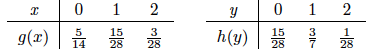 x 0 1 2
g(x) 5/14 15/28 3/28
y 0 1 2
h(y) 15/28 3/7 1/28